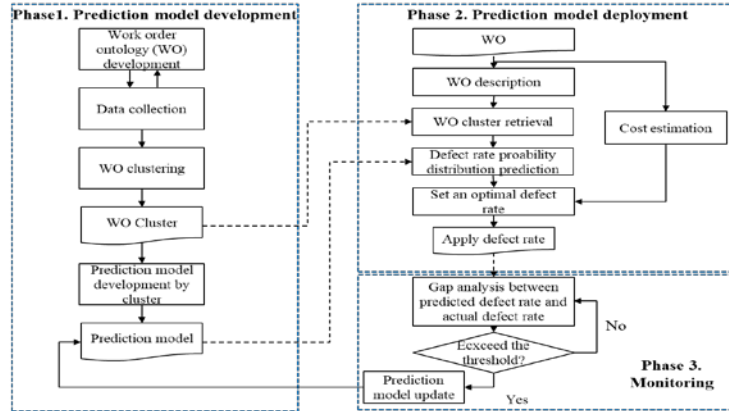 Phase1. Prediction model development
Work order
ontology (WO)
development
Data collection
WO clustering
WO Cluster
Prediction model
development by
cluster
Prediction model
Phase 2. Prediction model deployment
WO
WO description
WO cluster retrieval
Defect rate proability
distribution prediction
Set an optimal defect
rate
Apply defect rate
Cost estimation
Gap analysis between
predicted defect rate and
actual defect rate
No
Ecxceed the
threshold?
Phase 3.
Monitoring
Prediction
model update
Yes